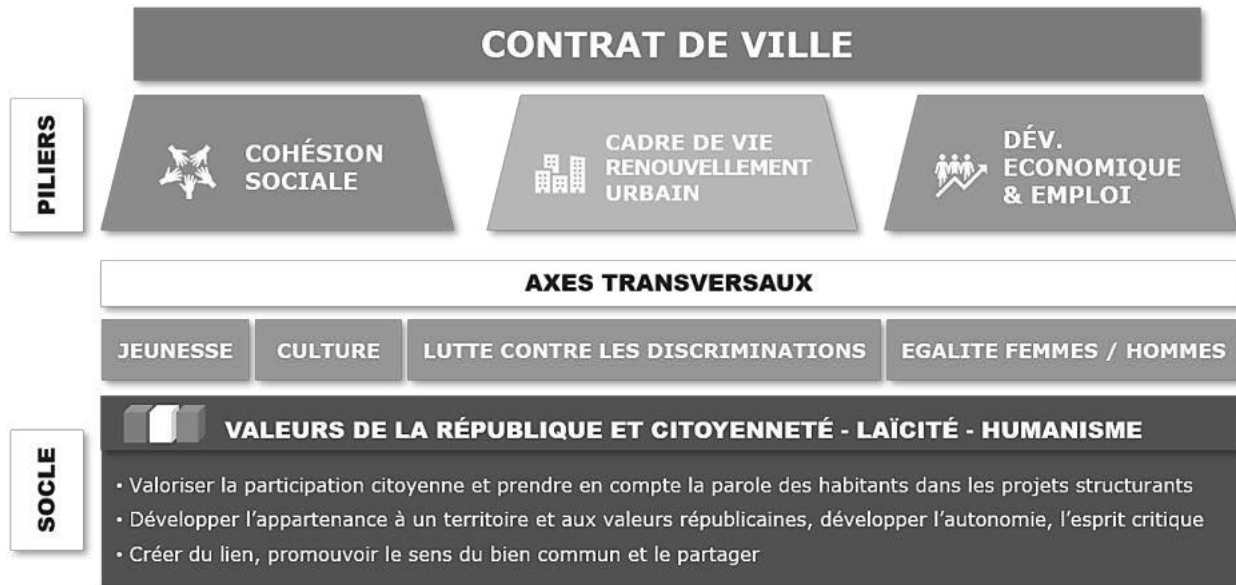 CONTRAT DE VILLE
PILIERS
COHÉSION
SOCIALE
CADRE DE VIE
RENOUVELLEMENT
URBAIN
DÉV.
ECONOMIQUE
& EMPLOI
AXES TRANSVERSAUX
JEUNESSE
CULTURE
LUTTE CONTRE LES DISCRIMINATIONS
EGALITE FEMMES / HOMMES
SOCLE
VALEURS DE LA RÉPUBLIQUE ET CITOYENNETÉ - LAÏCITÉ - HUMANISME
• Valoriser la participation citoyenne et prendre en compte la parole des habitants dans les projets structurants
• Développer l'appartenance à un territoire et aux valeurs républicaines, développer l'autonomie, l'esprit critique
• Créer du lien, promouvoir le sens du bien commun et le partager